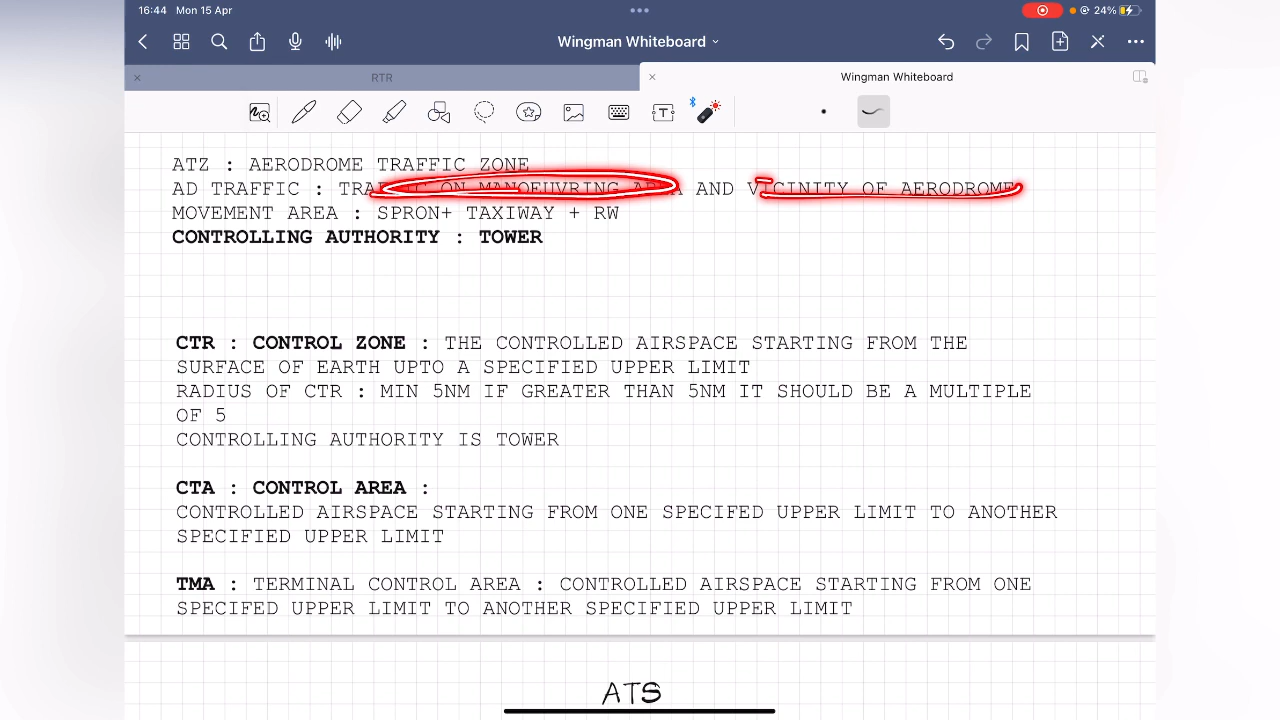 16:44 Mon 15 Apr
24%
Wingman Whiteboard
RTR
Wingman Whiteboard
ATZ : AERODROME TRAFFIC ZONE
AD TRAFFIC : TRAFFIC ON MANOEUVRING AREA AND VICINITY OF AERODROME
MOVEMENT AREA : SPRON+ TAXIWAY + RW
CONTROLLING AUTHORITY : TOWER
CTR : CONTROL ZONE : THE CONTROLLED AIRSPACE STARTING FROM THE
SURFACE OF EARTH UPTO A SPECIFIED UPPER LIMIT
RADIUS OF CTR : MIN 5NM IF GREATER THAN 5NM IT SHOULD BE A MULTIPLE
OF 5
CONTROLLING AUTHORITY IS TOWER
CTA : CONTROL AREA :
CONTROLLED AIRSPACE STARTING FROM ONE SPECIFED UPPER LIMIT TO ANOTHER
SPECIFIED UPPER LIMIT
TMA : TERMINAL CONTROL AREA : CONTROLLED AIRSPACE STARTING FROM ONE
SPECIFED UPPER LIMIT TO ANOTHER SPECIFIED UPPER LIMIT
ATS